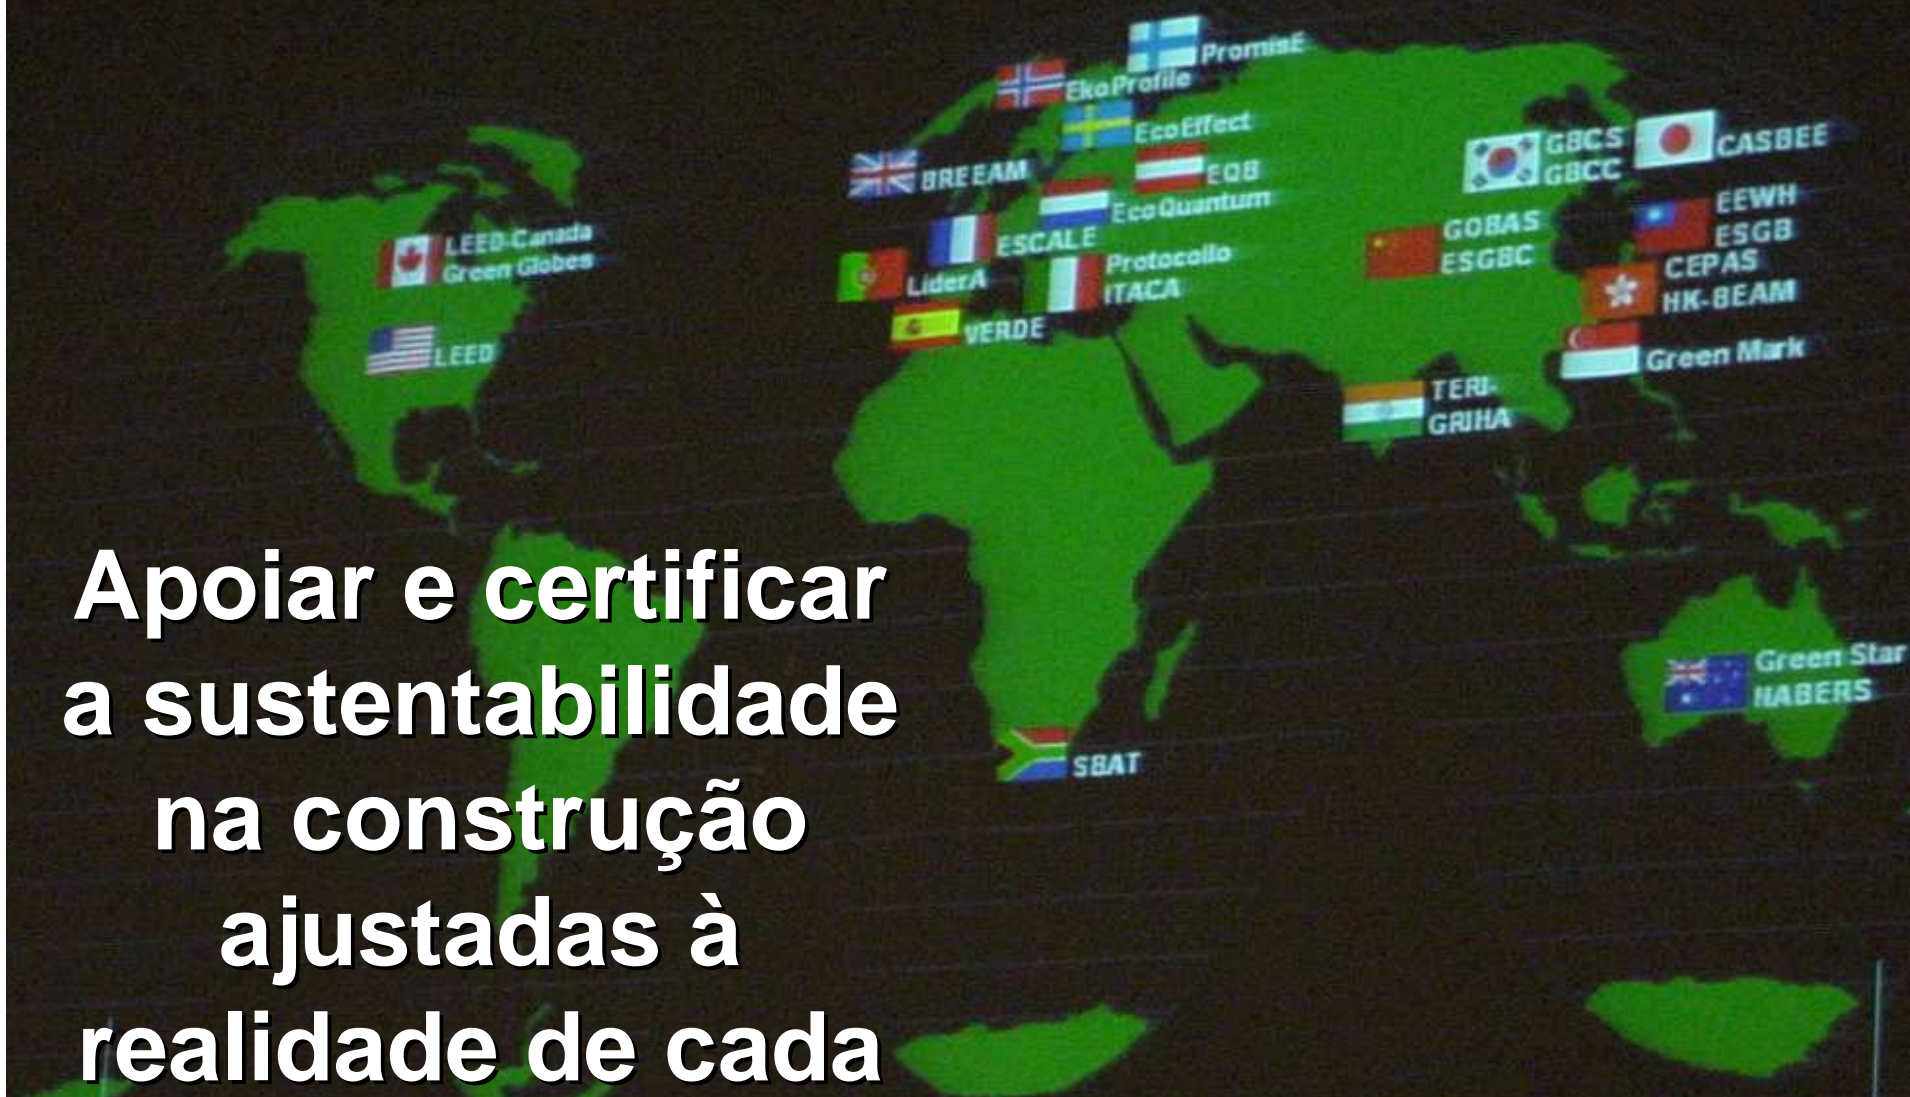 PromisE
EkoProfile
EcoEffect
BREEAM
EQB
EcoQuantum
ESCALE
LiderA
Protocollo
ITACA
VERDE
LEED Canada
Green Globes
LEED
GBCS
GBCC
CASBEE
GOBAS
ESGBC
EEWH
ESGB
CEPAS
HK-BEAM
Green Mark
TERI-
GRIHA
Green Star
NABERS
SBAT
Apoiar e certificar
a sustentabilidade
na construção
ajustadas à
realidade de cada